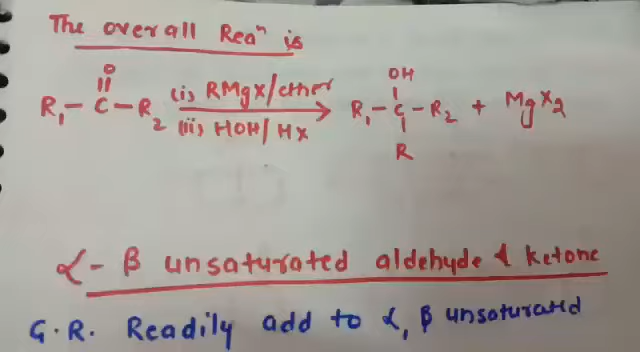 The overall Reaⁿ is
O
R₁-C-R₂ (i) RMgX/ether (ii) HOH/HX → R₁-C-R₂ + MgX₂
OH
R
α-β unsaturated aldehyde & ketone
G.R. Readily add to α, β unsaturated